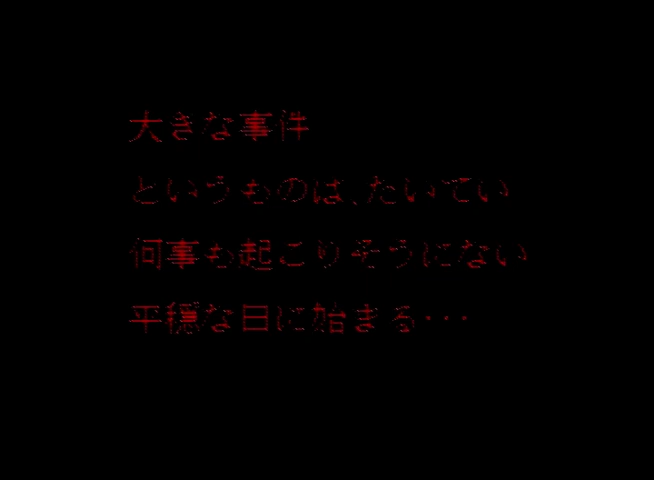 大きな事件
というものは、たいてい
何事も起こりそうにない
平穏な日に始まる・・・